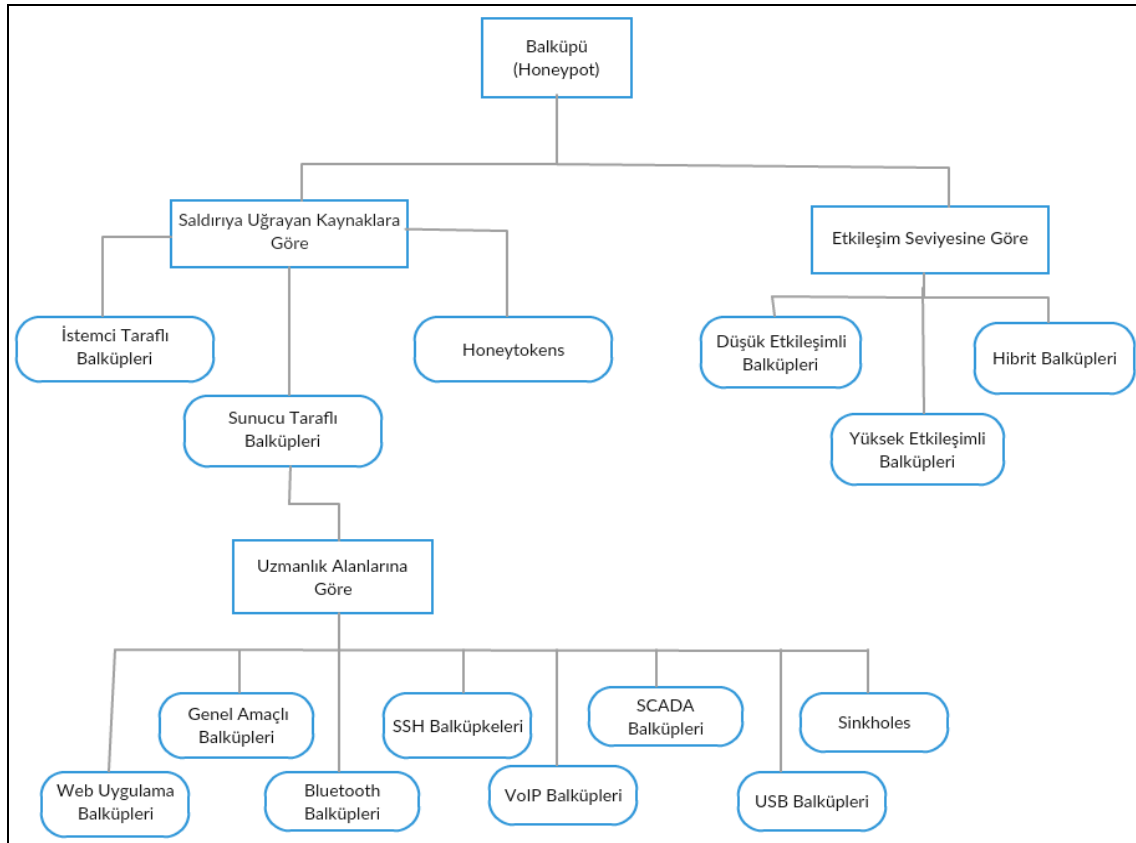 Balküpü
(Honeypot)
Saldırıya Uğrayan Kaynaklara
Göre
Etkileşim Seviyesine Göre
İstemci Taraflı
Balküpleri
Honeytokens
Düşük Etkileşimli
Balküpleri
Hibrit Balküpleri
Sunucu Taraflı
Balküpleri
Yüksek Etkileşimli
Balküpleri
Uzmanlık Alanlarına
Göre
Genel Amaçlı
Balküpleri
SSH Balküpkeleri
SCADA
Balküpleri
Sinkholes
Web Uygulama
Balküpleri
Bluetooth
Balküpleri
VoIP Balküpleri
USB Balküpleri